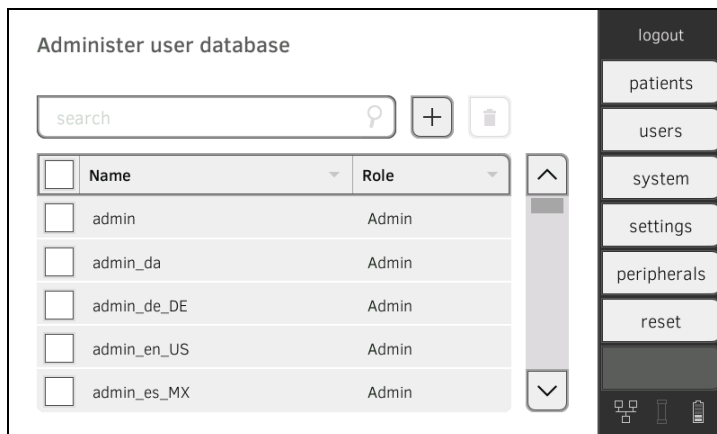 Administer user database
search
Name Role
admin Admin
admin_da Admin
admin_de_DE Admin
admin_en_US Admin
admin_es_MX Admin
logout
patients
users
system
settings
peripherals
reset